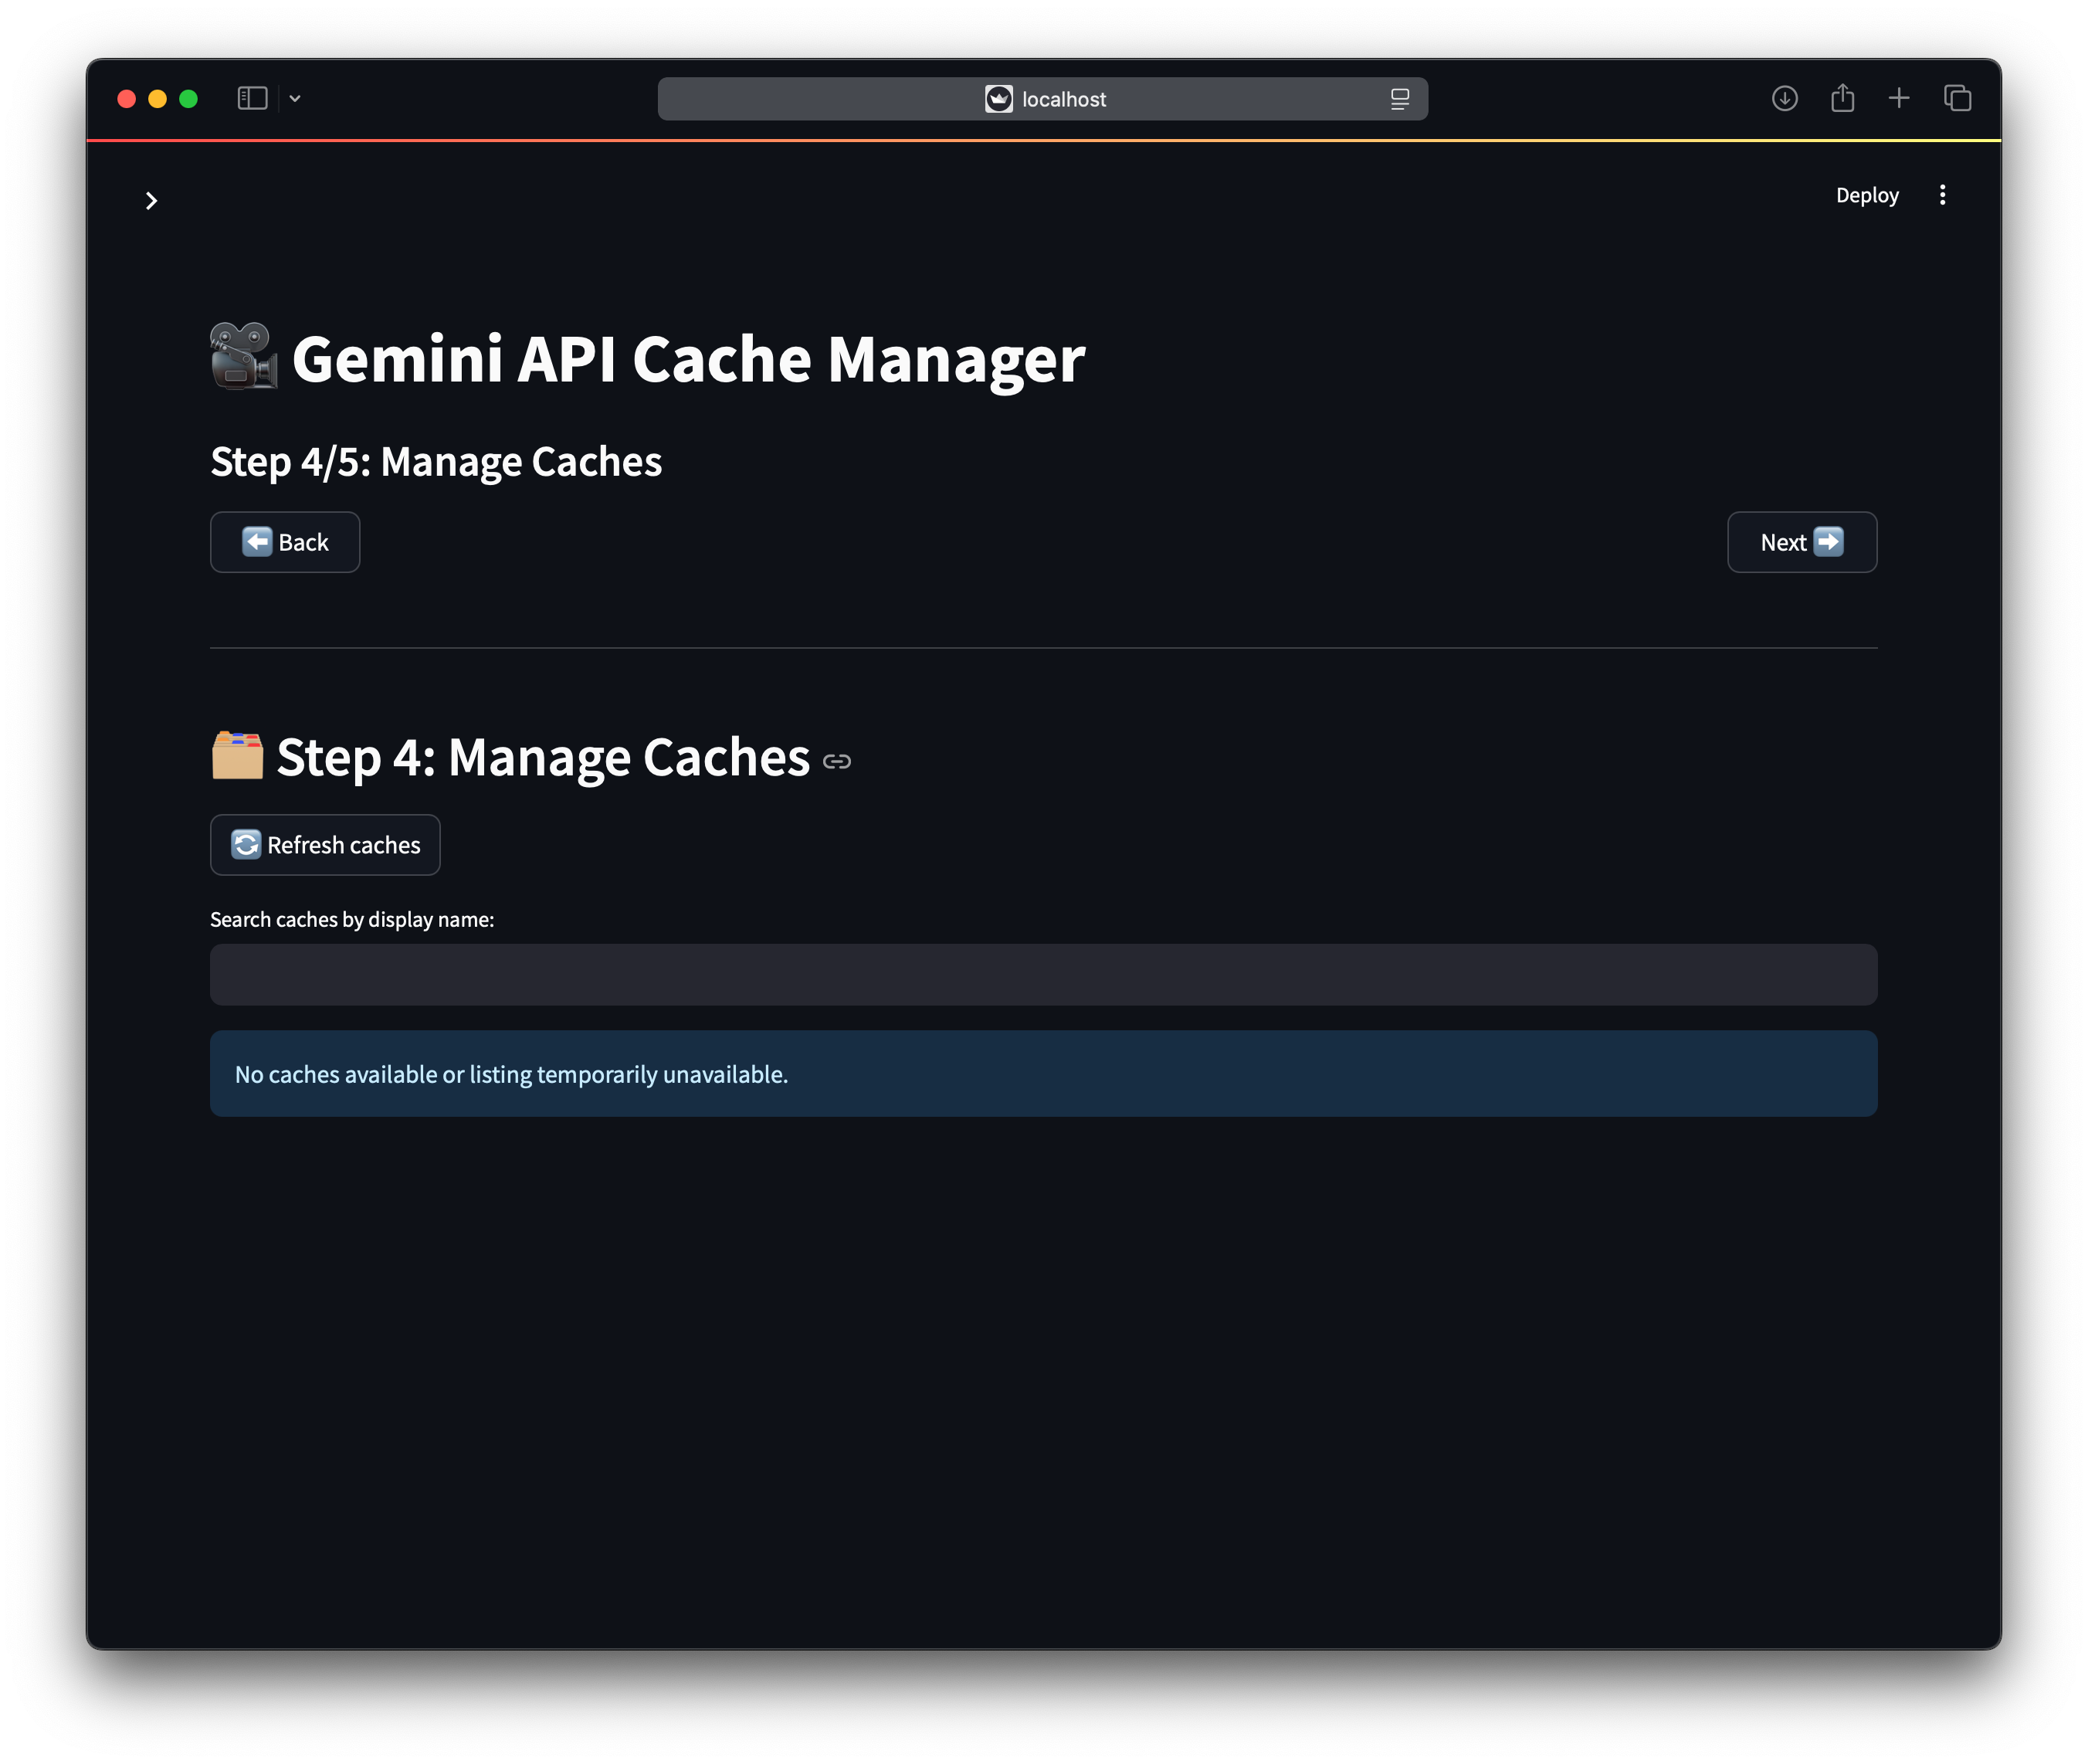 localhost
Deploy
Gemini API Cache Manager
Step 4/5: Manage Caches
Back
Next
Step 4: Manage Caches
Refresh caches
Search caches by display name:
No caches available or listing temporarily unavailable.